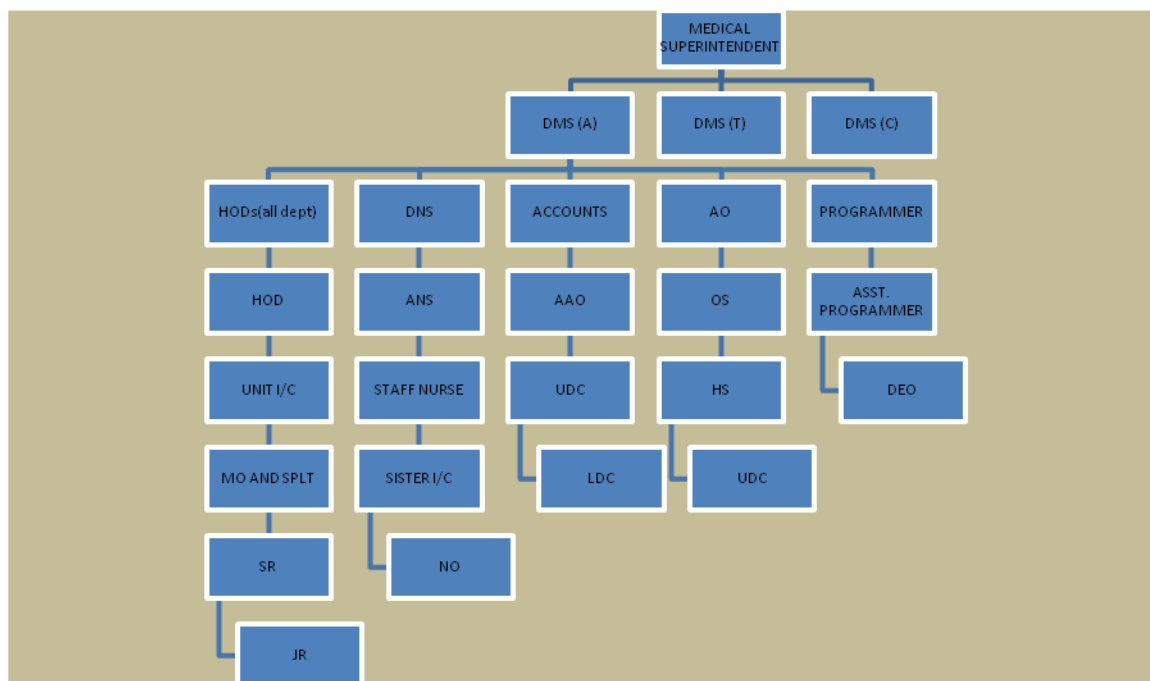 MEDICAL
SUPERINTENDENT
DMS (A)
DMS (T)
DMS (C)
HODs(all dept)
DNS
ACCOUNTS
AO
PROGRAMMER
HOD
ANS
AAO
OS
ASST.
PROGRAMMER
UNIT I/C
STAFF NURSE
UDC
HS
DEO
MO AND SPLT
SISTER I/C
LDC
UDC
SR
NO
JR